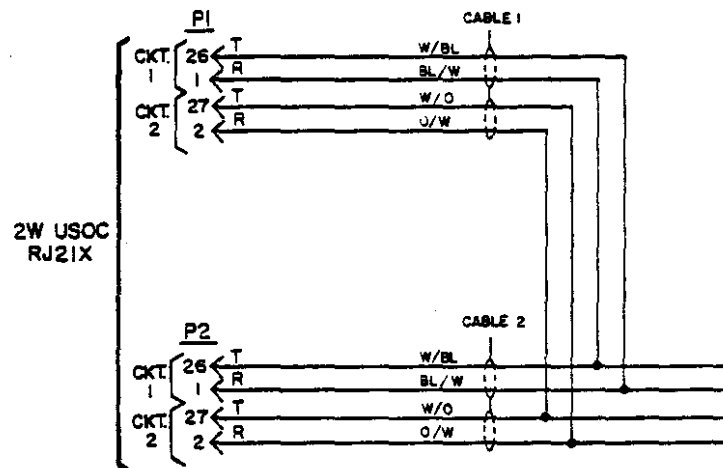 P1
CABLE 1
CKT. 1
26 T W/BL
1 R BL/W
CKT. 2
27 T W/O
2 R O/W
2W USOC
RJ21X
P2
CABLE 2
CKT. 1
26 T W/BL
1 R BL/W
CKT. 2
27 T W/O
2 R O/W